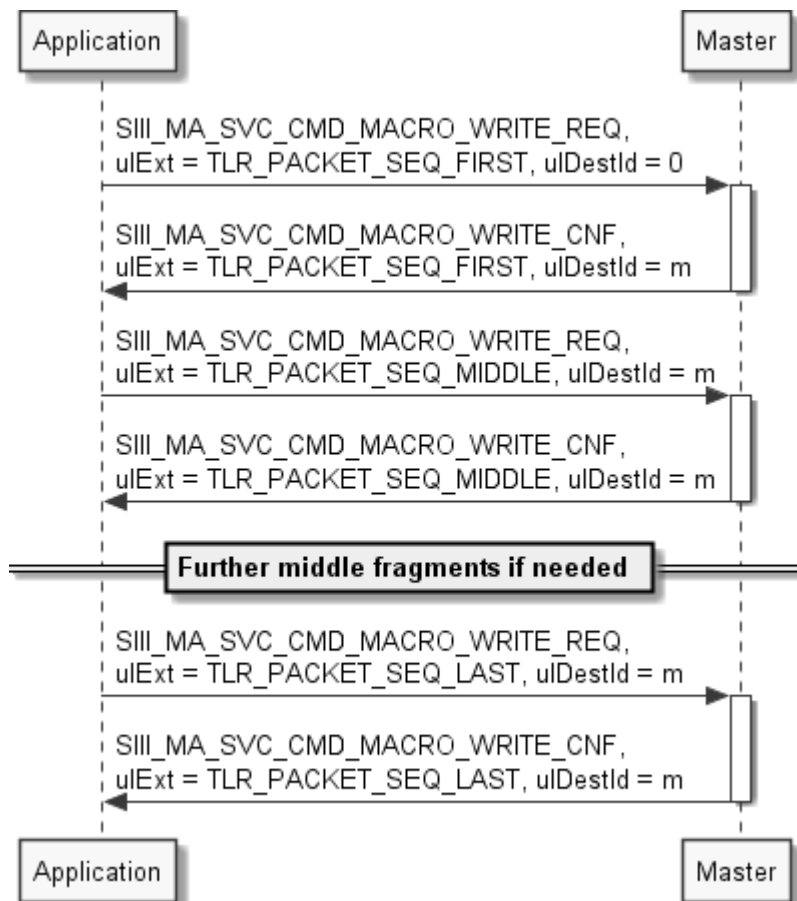 Application
Master
SIII_MA_SVC_CMD_MACRO_WRITE_REQ,
ulExt = TLR_PACKET_SEQ_FIRST, ulDestId = 0
SIII_MA_SVC_CMD_MACRO_WRITE_CNF,
ulExt = TLR_PACKET_SEQ_FIRST, ulDestId = m
SIII_MA_SVC_CMD_MACRO_WRITE_REQ,
ulExt = TLR_PACKET_SEQ_MIDDLE, ulDestId = m
SIII_MA_SVC_CMD_MACRO_WRITE_CNF,
ulExt = TLR_PACKET_SEQ_MIDDLE, ulDestId = m
Further middle fragments if needed
SIII_MA_SVC_CMD_MACRO_WRITE_REQ,
ulExt = TLR_PACKET_SEQ_LAST, ulDestId = m
SIII_MA_SVC_CMD_MACRO_WRITE_CNF,
ulExt = TLR_PACKET_SEQ_LAST, ulDestId = m
Application
Master